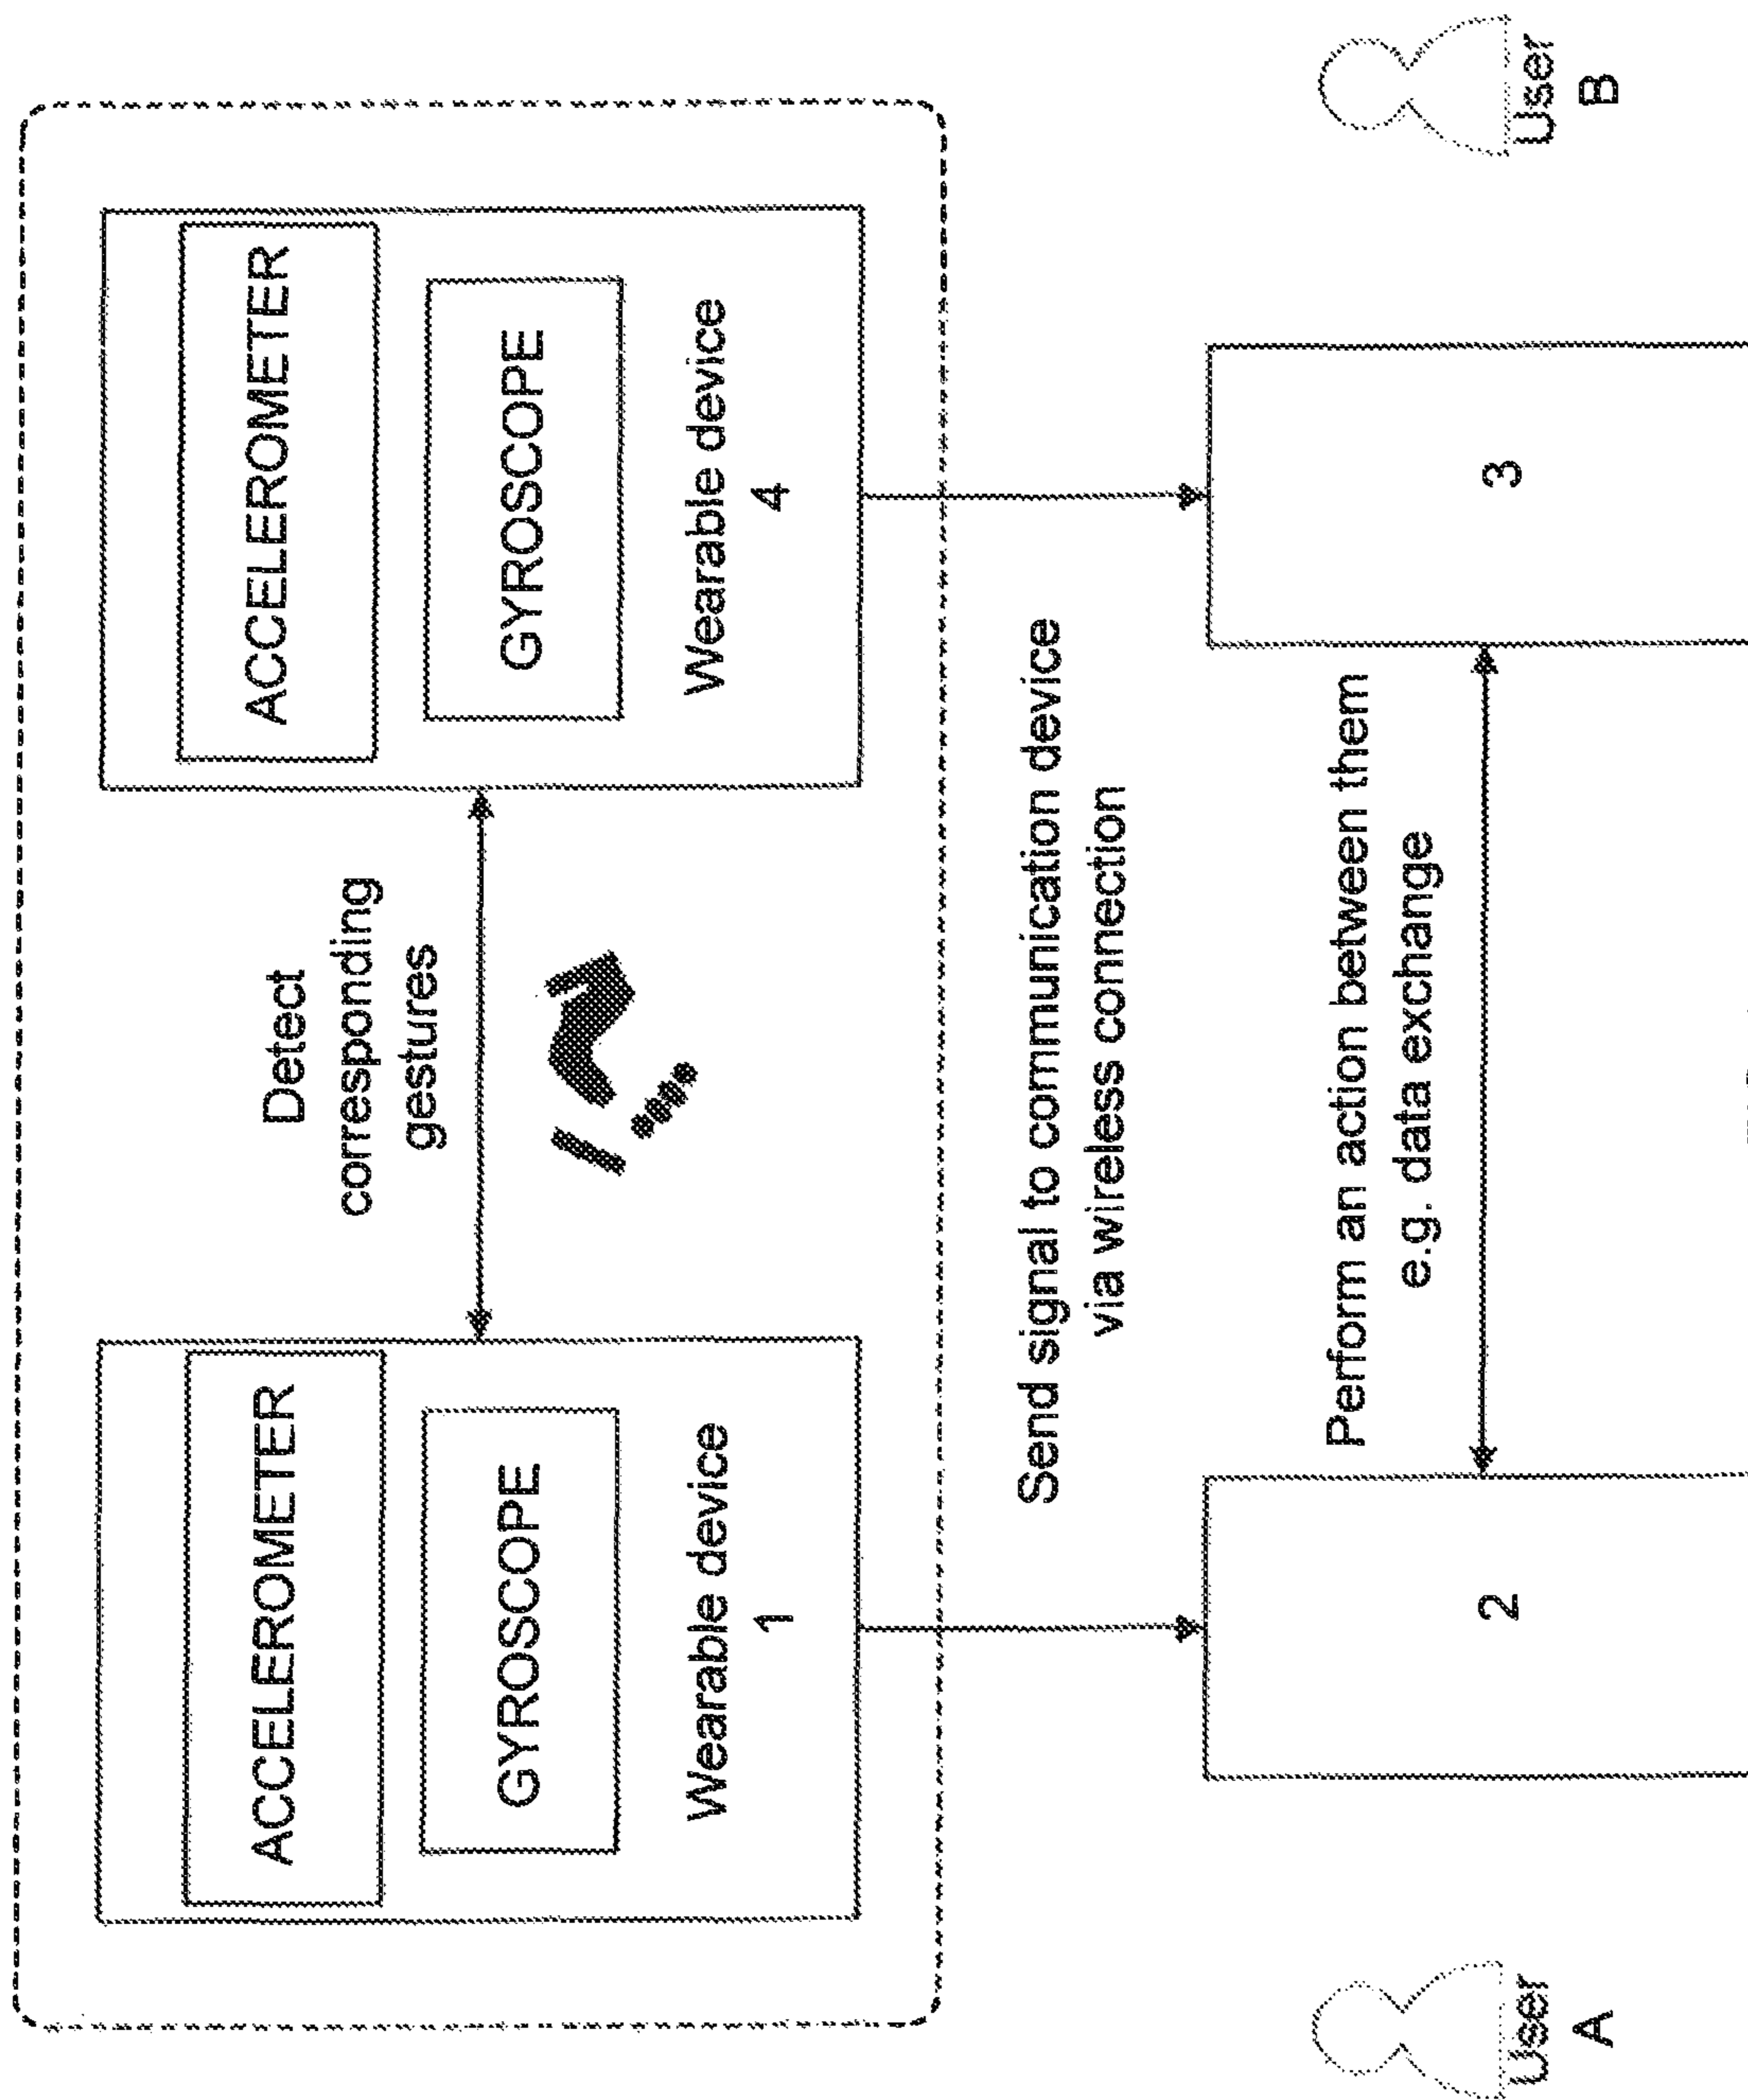 ACCELEROMETER
GYROSCOPE
Wearable device
1
Detect
corresponding
gestures
ACCELEROMETER
GYROSCOPE
Wearable device
4
Send signal to communication device
via wireless connection
User
A
2
Perform an action between them
e.g. data exchange
3
User
B